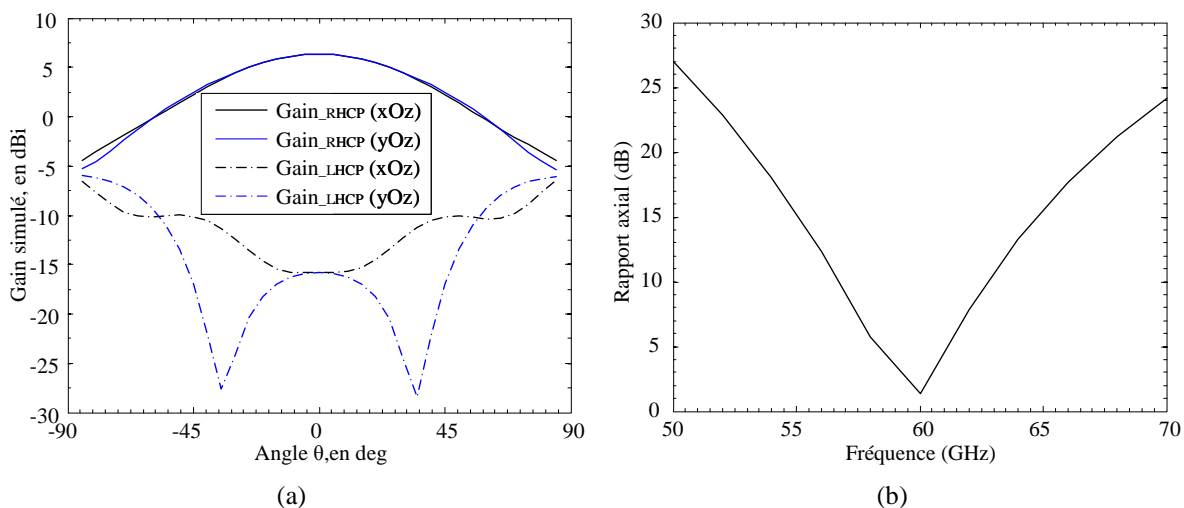 10
5
0
-5
-10
-15
-20
-25
-30
Gain simulé, en dBi
Gain_RHCP (xOz)
Gain_RHCP (yOz)
Gain_LHCP (xOz)
Gain_LHCP (yOz)
-90
-45
0
45
90
Angle θ,en deg
(a)
30
25
20
15
10
5
0
Rapport axial (dB)
50
55
60
65
70
Fréquence (GHz)
(b)